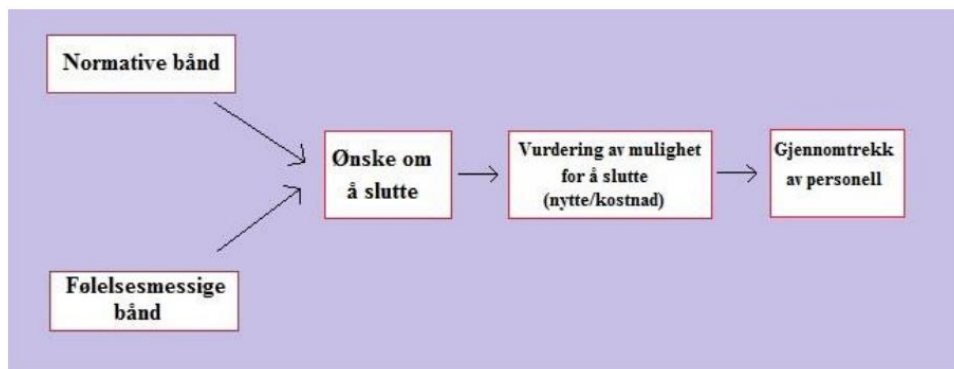 Normative bånd
Ønske om
å slutte
Vurdering av mulighet
for å slutte
(nytte/kostnad)
Gjennomtrekk
av personell
Følelsesmessige
bånd